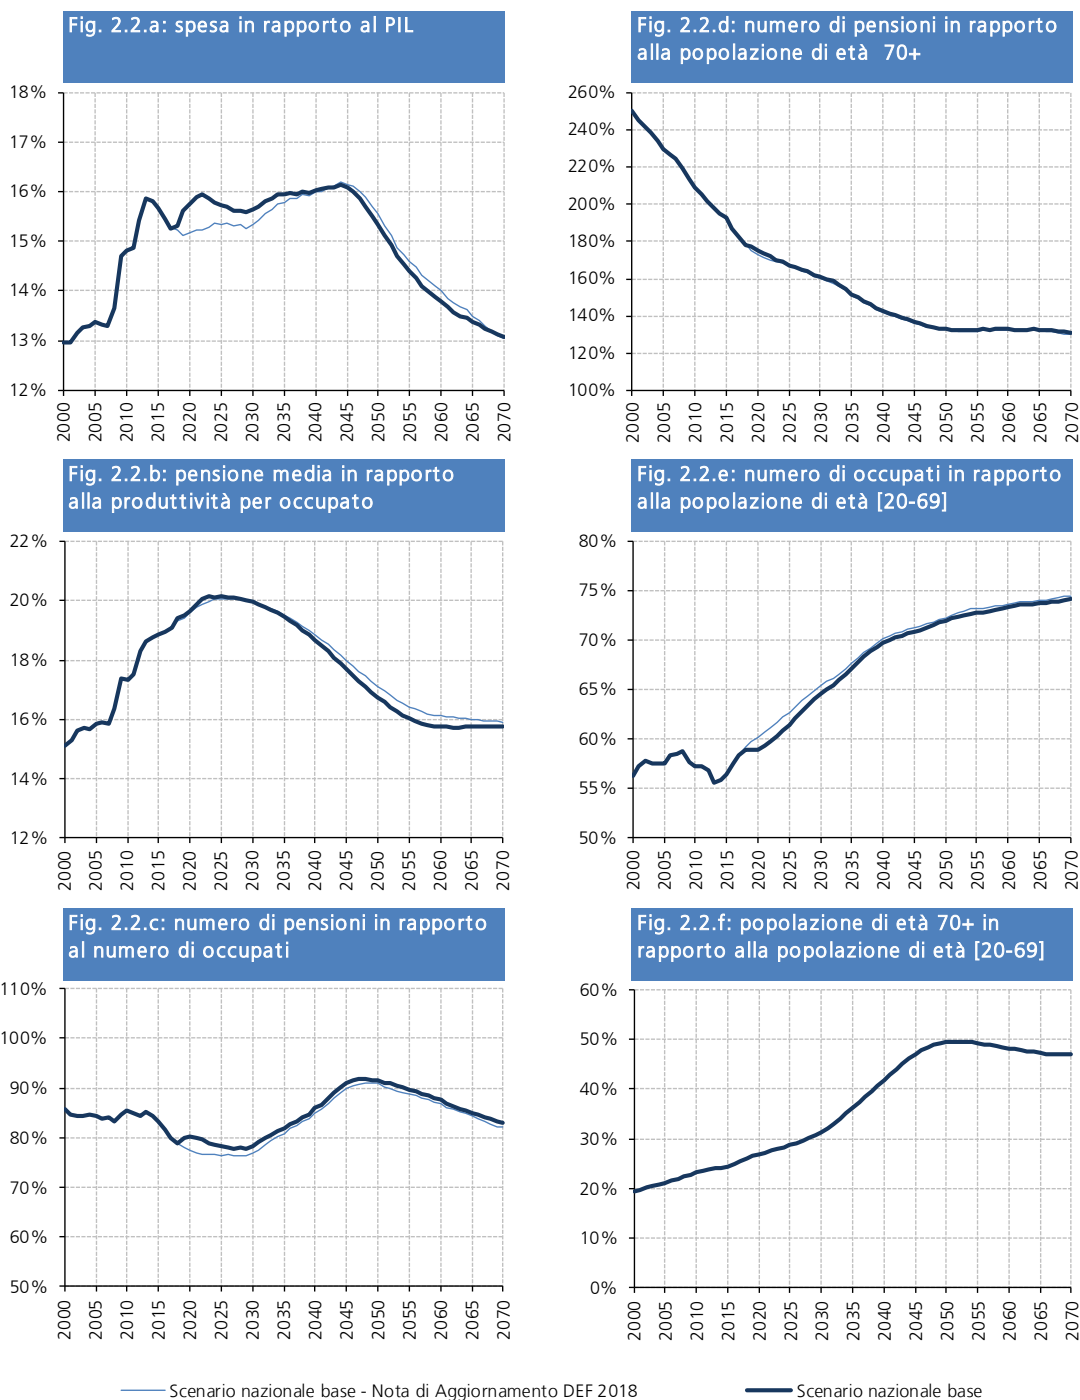 Fig. 2.2.a: spesa in rapporto al PIL
18%
17%
16%
15%
14%
13%
12%
2000 2005 2010 2015 2020 2025 2030 2035 2040 2045 2050 2055 2060 2065 2070
Fig. 2.2.d: numero di pensioni in rapporto
alla popolazione di età 70+
260%
240%
220%
200%
180%
160%
140%
120%
100%
2000 2005 2010 2015 2020 2025 2030 2035 2040 2045 2050 2055 2060 2065 2070
Fig. 2.2.b: pensione media in rapporto
alla produttività per occupato
22%
20%
18%
16%
14%
12%
2000 2005 2010 2015 2020 2025 2030 2035 2040 2045 2050 2055 2060 2065 2070
Fig. 2.2.e: numero di occupati in rapporto
alla popolazione di età [20-69]
80%
75%
70%
65%
60%
55%
50%
2000 2005 2010 2015 2020 2025 2030 2035 2040 2045 2050 2055 2060 2065 2070
Fig. 2.2.c: numero di pensioni in rapporto
al numero di occupati
110%
100%
90%
80%
70%
60%
50%
2000 2005 2010 2015 2020 2025 2030 2035 2040 2045 2050 2055 2060 2065 2070
Fig. 2.2.f: popolazione di età 70+ in
rapporto alla popolazione di età [20-69]
60%
50%
40%
30%
20%
10%
0%
2000 2005 2010 2015 2020 2025 2030 2035 2040 2045 2050 2055 2060 2065 2070
Scenario nazionale base - Nota di Aggiornamento DEF 2018
Scenario nazionale base